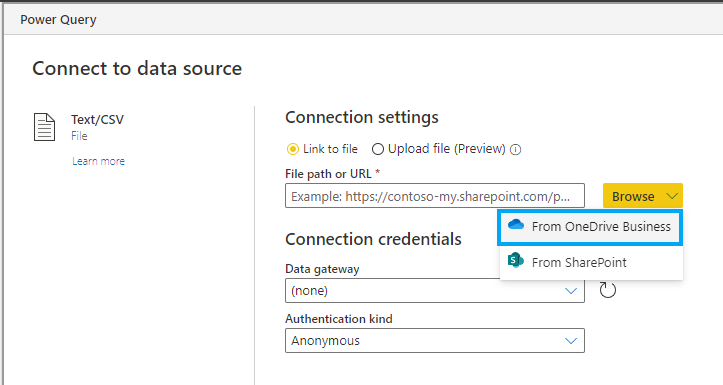 Power Query
Connect to data source
Text/CSV
File
Learn more
Connection settings
Link to file
Upload file (Preview)
File path or URL *
Example: https://contoso-my.sharepoint.com/p...
Browse
From OneDrive Business
From SharePoint
Connection credentials
Data gateway
(none)
Authentication kind
Anonymous